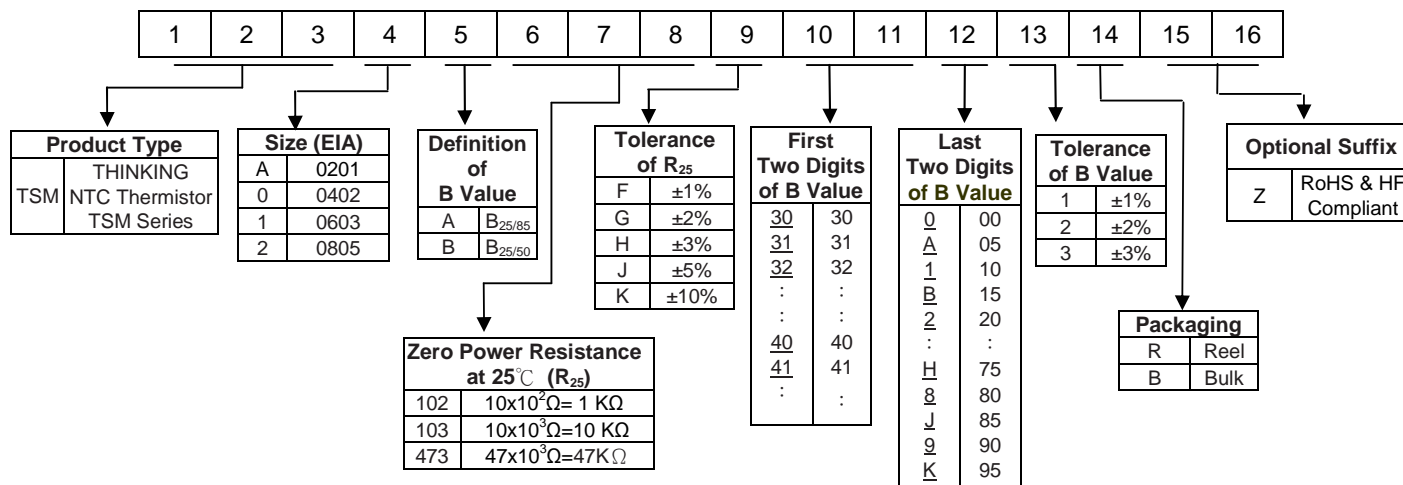 1 2 3 4 5 6 7 8 9 10 11 12 13 14 15 16
Product Type
TSM THINKING
NTC Thermistor
TSM Series
Size (EIA)
A 0201
0 0402
1 0603
2 0805
Definition
of
B Value
A B25/85
B B25/50
Zero Power Resistance
at 25℃ (R25)
102 10x10²Ω= 1 KΩ
103 10x10³Ω=10 KΩ
473 47x10³Ω=47KΩ
Tolerance
of R25
F ±1%
G ±2%
H ±3%
J ±5%
K ±10%
First
Two Digits
of B Value
30 30
31 31
32 32
: :
: :
40 40
41 41
: :
Last
Two Digits
of B Value
0 00
A 05
1 10
B 15
2 20
: :
H 75
8 80
J 85
9 90
K 95
Tolerance
of B Value
1 ±1%
2 ±2%
3 ±3%
Packaging
R Reel
B Bulk
Optional Suffix
Z RoHS & HF
Compliant